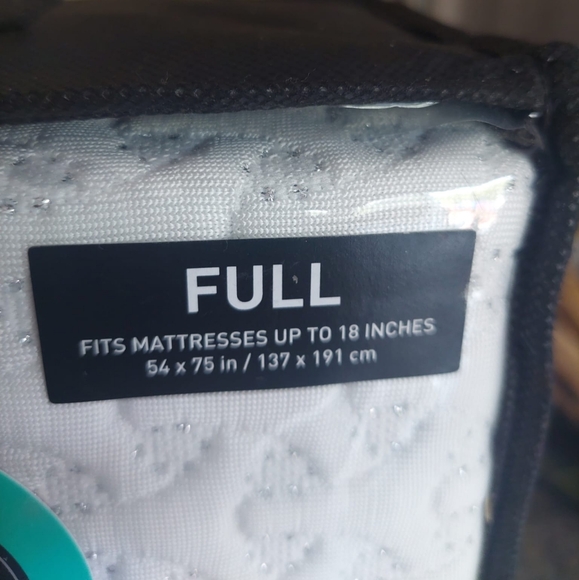 FULL
FITS MATTRESSES UP TO 18 INCHES
54 x 75 in / 137 x 191 cm